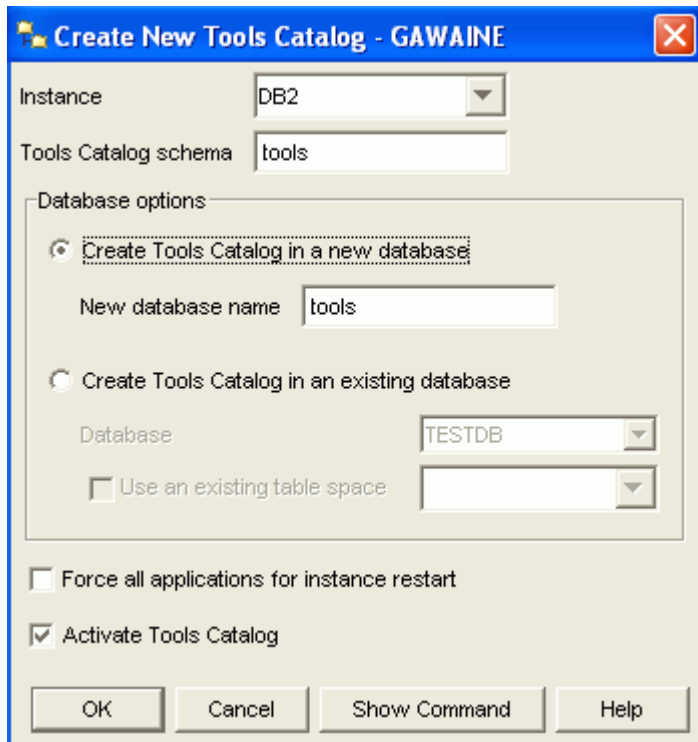 Create New Tools Catalog - GAWAINE
Instance DB2
Tools Catalog schema tools
Database options
Create Tools Catalog in a new database
New database name tools
Create Tools Catalog in an existing database
Database TESTDB
Use an existing table space
Force all applications for instance restart
Activate Tools Catalog
OK Cancel Show Command Help